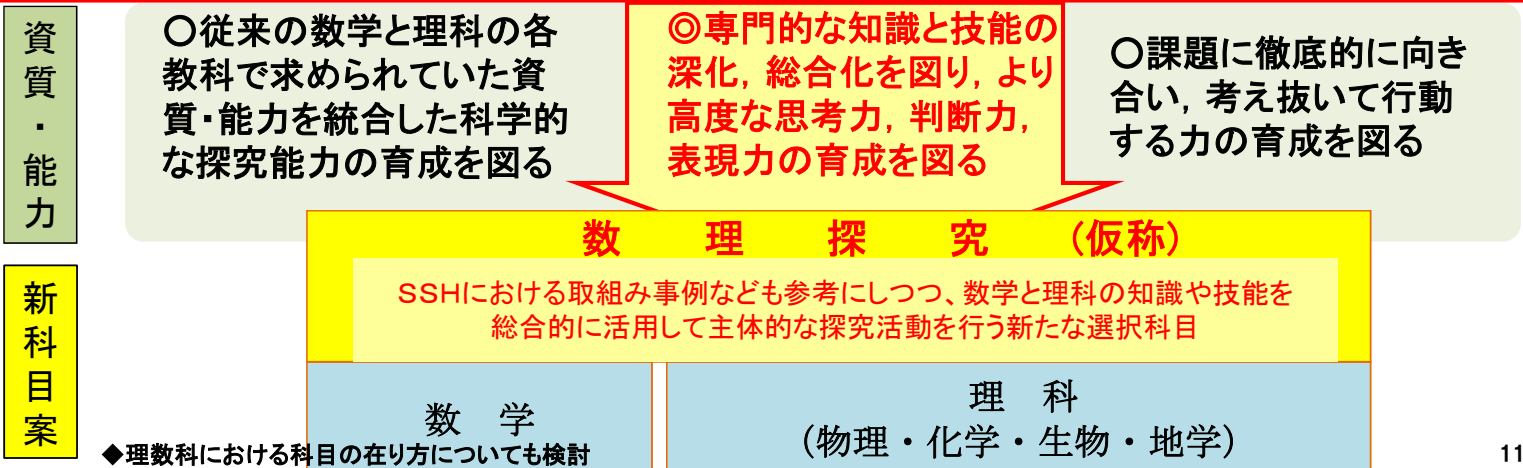 資質・能力
〇従来の数学と理科の各
教科で求められていた資
質・能力を統合した科学的
な探究能力の育成を図る
◎専門的な知識と技能の
深化，総合化を図り，より
高度な思考力，判断力，
表現力の育成を図る
〇課題に徹底的に向き
合い，考え抜いて行動
する力の育成を図る
新科目案
数理探究（仮称）
ＳＳＨにおける取組み事例なども参考にしつつ、数学と理科の知識や技能を
総合的に活用して主体的な探究活動を行う新たな選択科目
数学
理科
（物理・化学・生物・地学）
◆理数科における科目の在り方についても検討
11